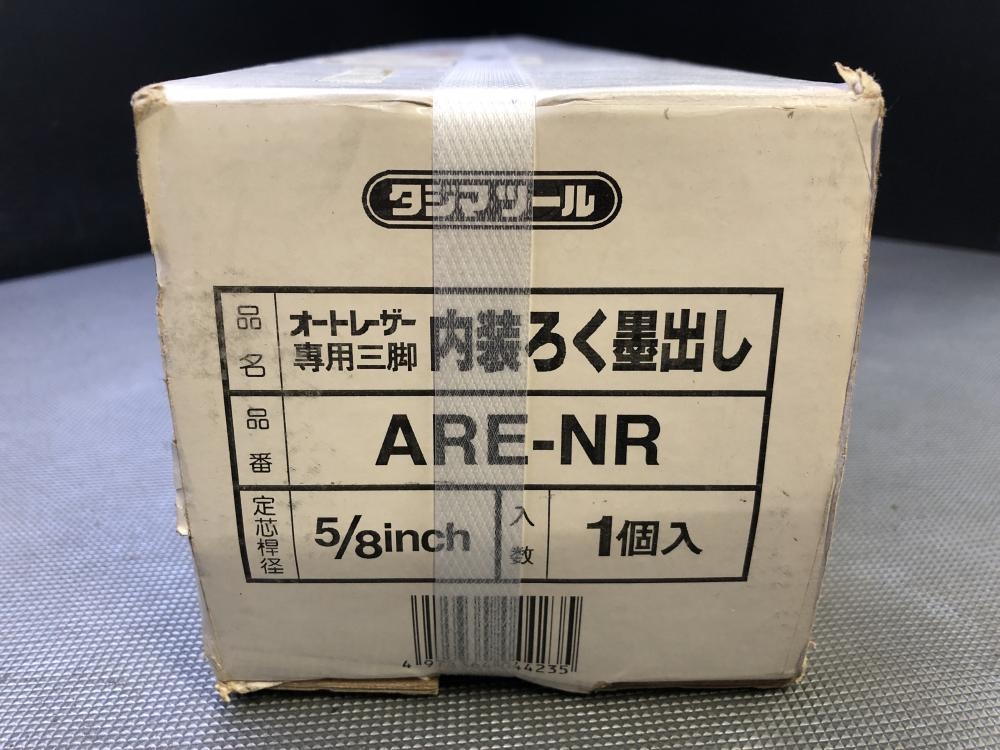 タジマツール
品名
オートレーザー
専用三脚
内装ろく墨出し
品番
ARE-NR
定芯桿径
5/8inch
入数
1個入